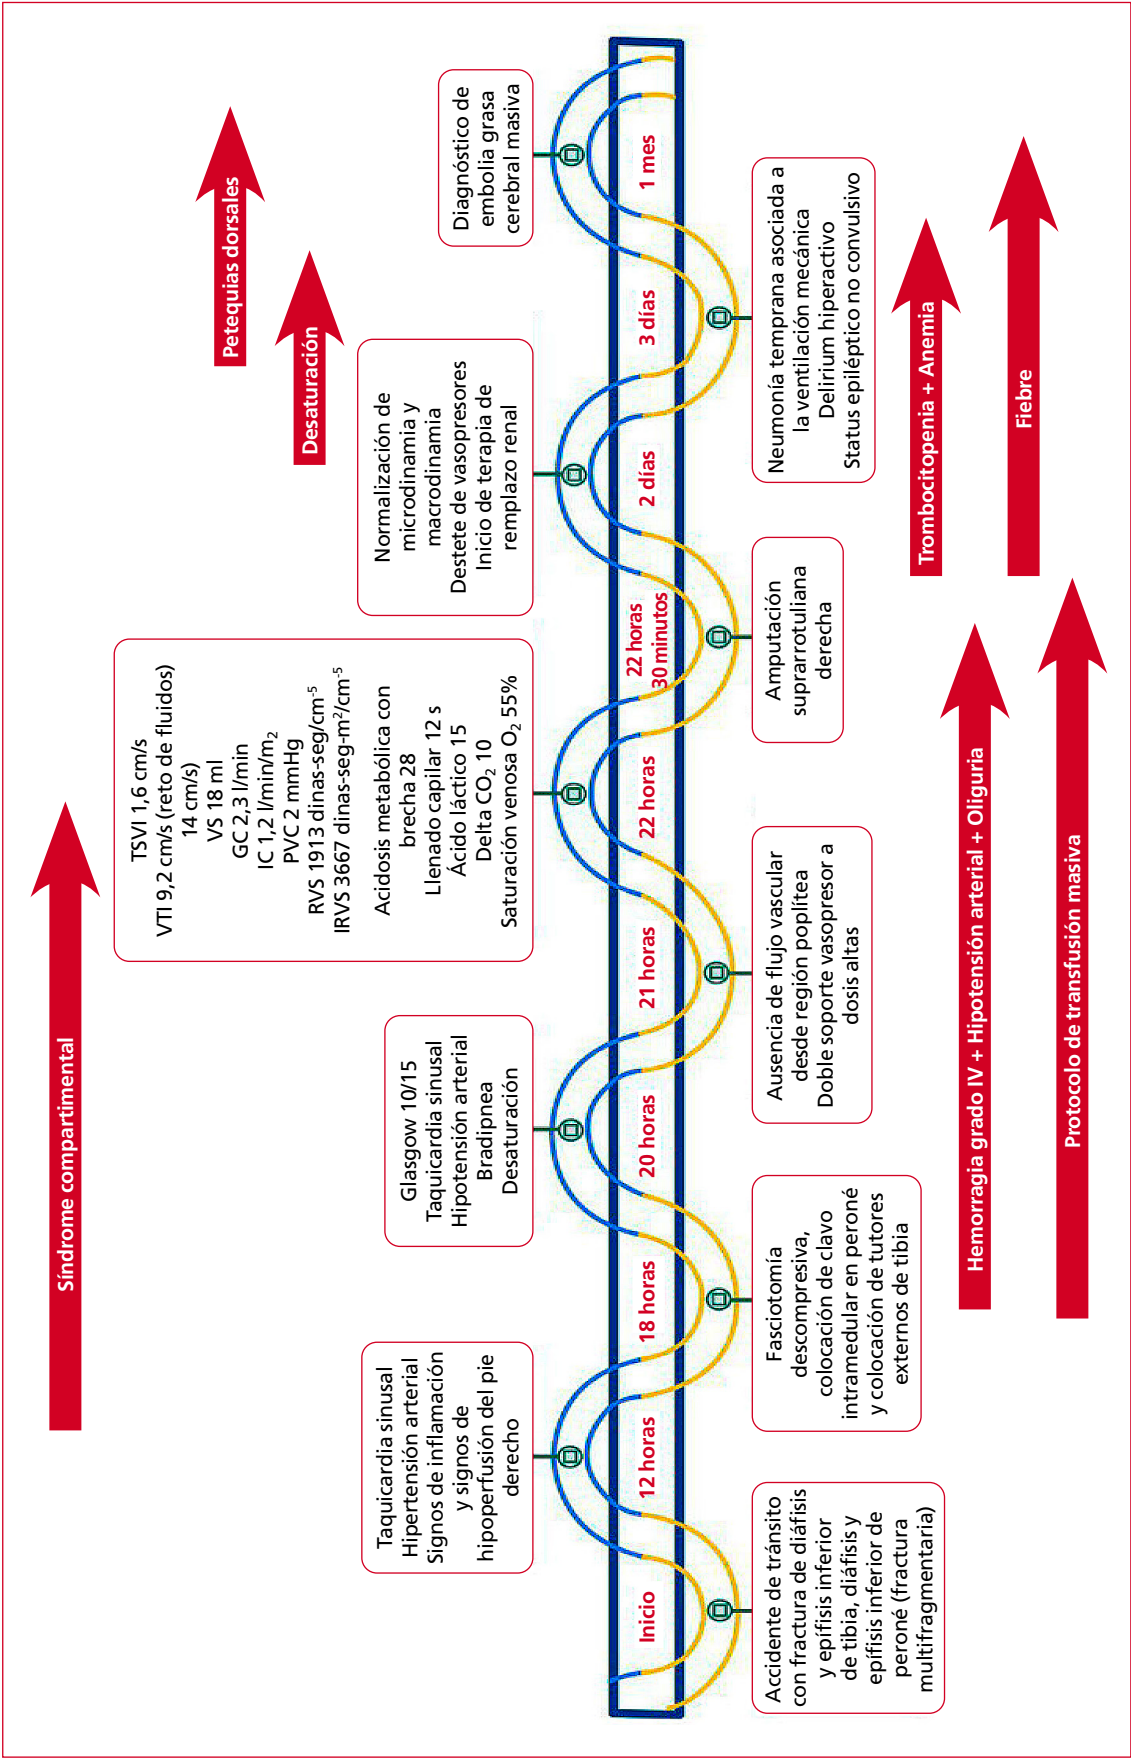 Síndrome compartimental
Petequias dorsales
Desaturación
Taquicardia sinusal
Hipertensión arterial
Signos de inflamación
y signos de
hipoperfusión del pie
derecho
Glasgow 10/15
Taquicardia sinusal
Hipotensión arterial
Bradipnea
Desaturación
TSVI 1,6 cm/s
VTI 9,2 cm/s (reto de fluidos)
14 cm/s)
VS 18 ml
GC 2,3 l/min
IC 1,2 l/min/m₂
PVC 2 mmHg
RVS 1913 dinas-seg/cm⁻⁵
IRVS 3667 dinas-seg-m²/cm⁻⁵
Acidosis metabólica con
brecha 28
Llenado capilar 12 s
Ácido láctico 15
Delta CO₂ 10
Saturación venosa O₂ 55%
Normalización de
microdinamia y
macrodinamia
Destete de vasopresores
Inicio de terapia de
remplazo renal
Diagnóstico de
embolia grasa
cerebral masiva
Inicio
12 horas
18 horas
20 horas
21 horas
22 horas
22 horas
30 minutos
2 días
3 días
1 mes
Accidente de tránsito
con fractura de diáfisis
y epífisis inferior
de tibia, diáfisis y
epífisis inferior de
peroné (fractura
multifragmentaria)
Fasciotomía
descompresiva,
colocación de clavo
intramedular en peroné
y colocación de tutores
externos de tibia
Ausencia de flujo vascular
desde región poplítea
Doble soporte vasopresor a
dosis altas
Amputación
suprarrotuliana
derecha
Neumonía temprana asociada a
la ventilación mecánica
Delirium hiperactivo
Status epiléptico no convulsivo
Trombocitopenia + Anemia
Hemorragia grado IV + Hipotensión arterial + Oliguria
Fiebre
Protocolo de transfusión masiva